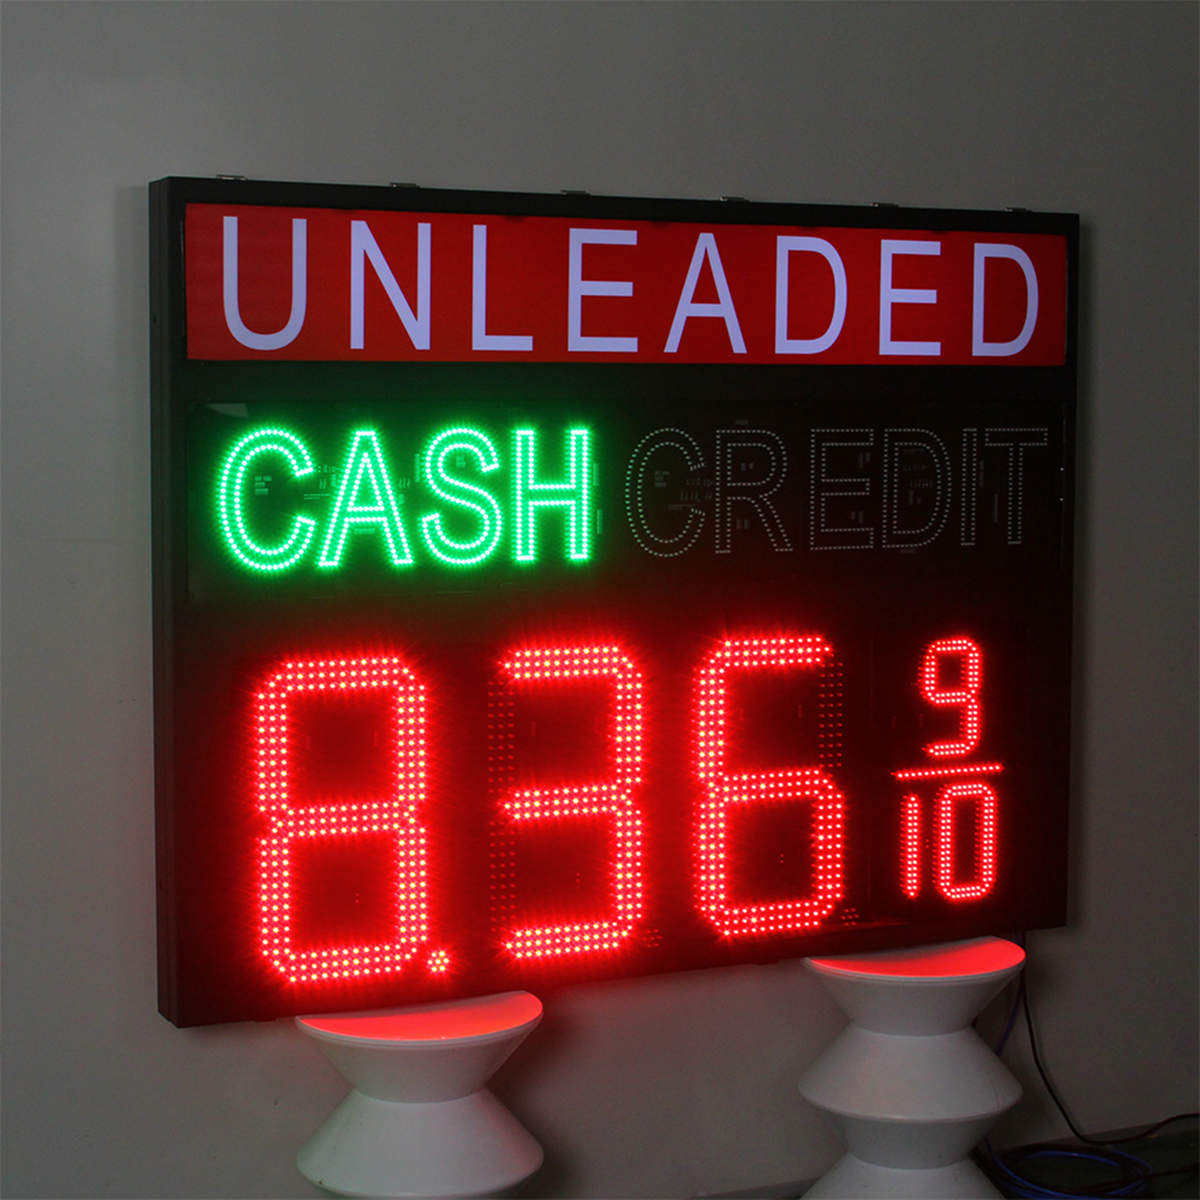 UNLEADED
CASH CREDIT
8.36 9/10